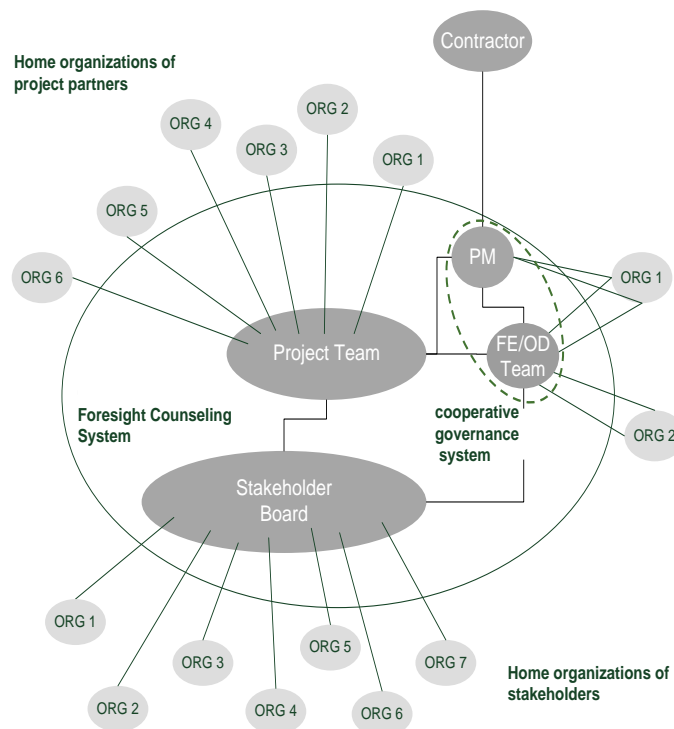 Contractor
Home organizations of
project partners
ORG 2
ORG 4
ORG 3
ORG 1
ORG 5
PM
ORG 6
ORG 1
FE/OD
Team
Project Team
Foresight Counseling
System
cooperative
governance
system
ORG 2
Stakeholder
Board
ORG 1
ORG 5
ORG 3
ORG 7
ORG 2
ORG 4
ORG 6
Home organizations of
stakeholders